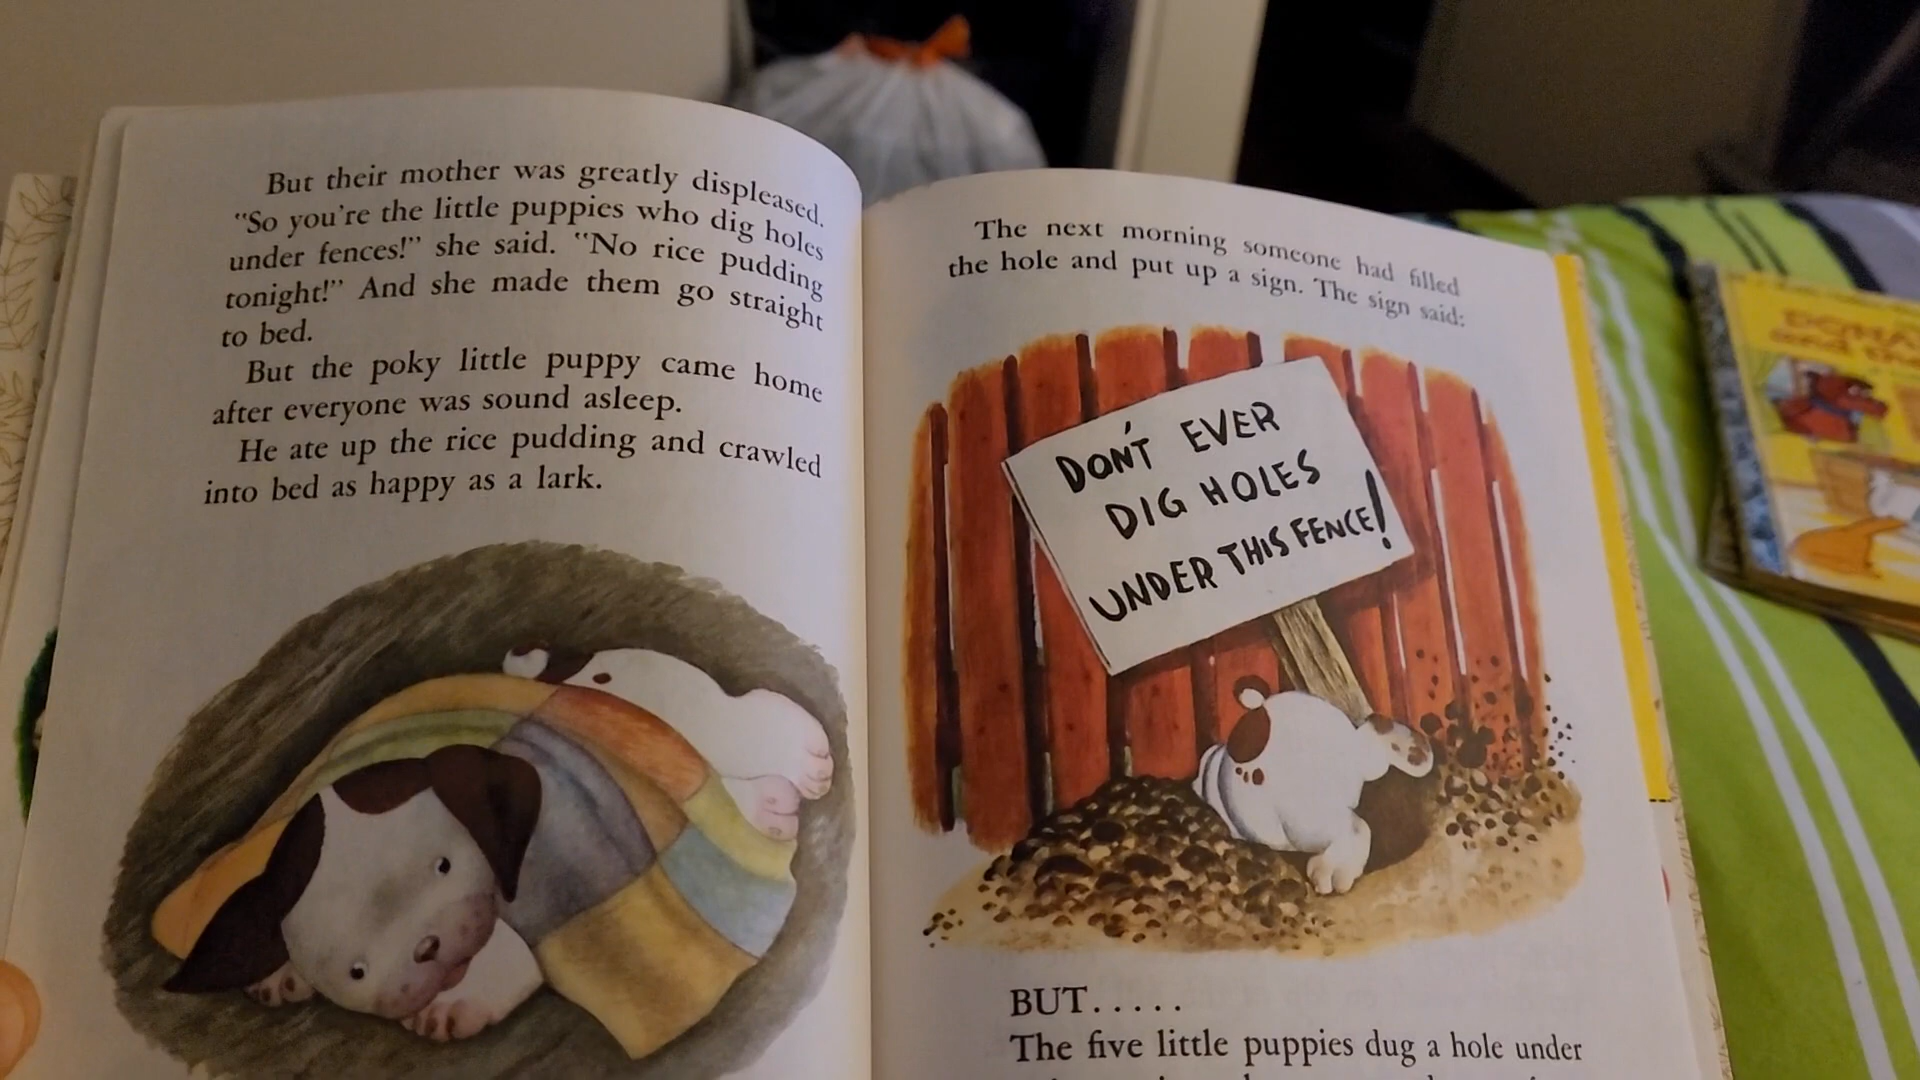 But their mother was greatly displeased.
"So you're the little puppies who dig holes
under fences!" she said. "No rice pudding
tonight!" And she made them go straight
to bed.
But the poky little puppy came home
after everyone was sound asleep.
He ate up the rice pudding and crawled
into bed as happy as a lark.
The next morning someone had filled
the hole and put up a sign. The sign said:
DON'T EVER
DIG HOLES
UNDER THIS FENCE!
BUT.....
The five little puppies dug a hole under